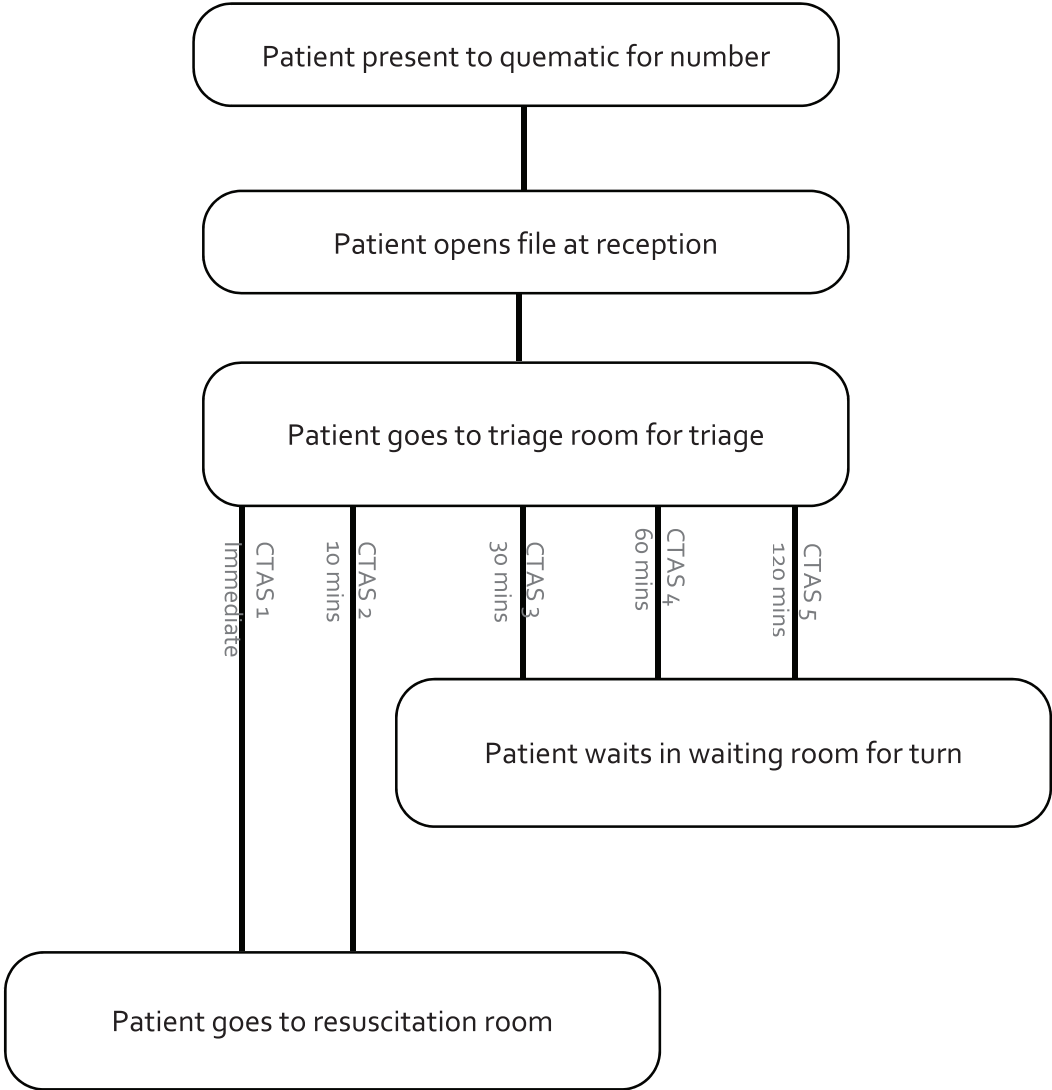 Patient present to quematic for number
Patient opens file at reception
Patient goes to triage room for triage
CTAS 1
Immediate
CTAS 2
10 mins
CTAS 3
30 mins
CTAS 4
60 mins
CTAS 5
120 mins
Patient waits in waiting room for turn
Patient goes to resuscitation room